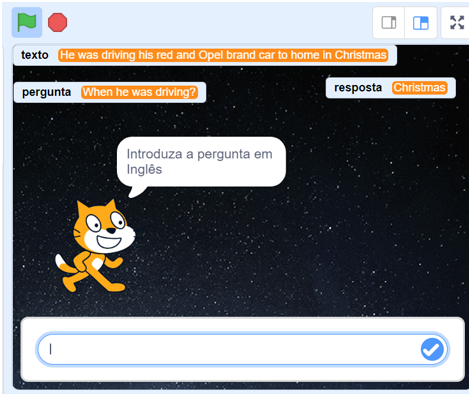 texto He was driving his red and Opel brand car to home in Christmas
pergunta When he was driving?
resposta Christmas
Introduza a pergunta em
Inglês